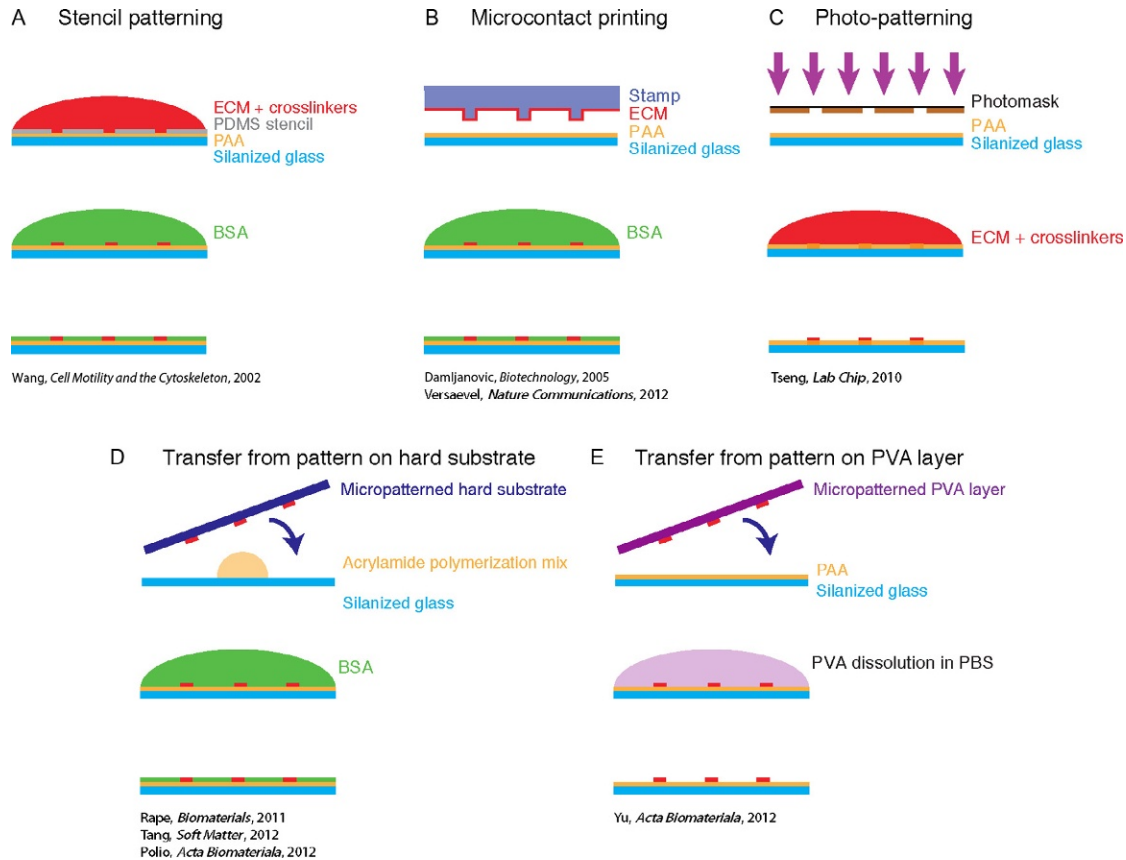 A Stencil patterning
ECM + crosslinkers
PDMS stencil
PAA
Silanized glass
BSA
Wang, Cell Motility and the Cytoskeleton, 2002
B Microcontact printing
Stamp
ECM
PAA
Silanized glass
BSA
Damljanovic, Biotechnology, 2005
Versaevel, Nature Communications, 2012
C Photo-patterning
Photomask
PAA
Silanized glass
ECM + crosslinkers
Tseng, Lab Chip, 2010
D Transfer from pattern on hard substrate
Micropatterned hard substrate
Acrylamide polymerization mix
Silanized glass
BSA
Rape, Biomaterials, 2011
Tang, Soft Matter, 2012
Polio, Acta Biomateriala, 2012
E Transfer from pattern on PVA layer
Micropatterned PVA layer
PAA
Silanized glass
PVA dissolution in PBS
Yu, Acta Biomateriala, 2012